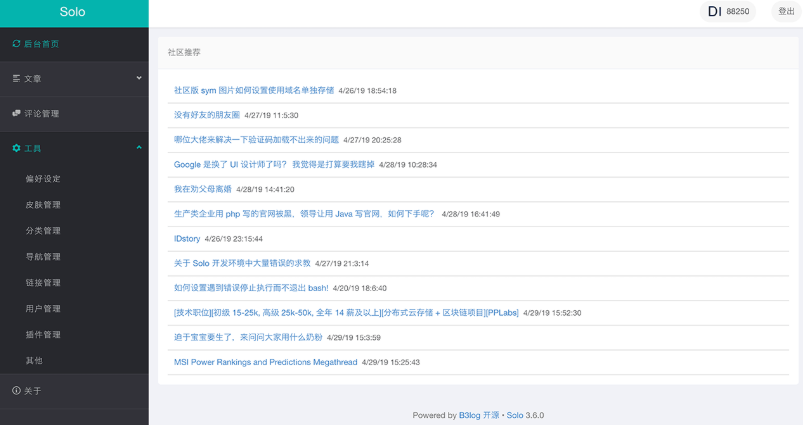 Solo
DI 88250 登出
后台首页
文章
评论管理
工具
偏好设定
皮肤管理
分类管理
导航管理
链接管理
用户管理
插件管理
其他
关于
社区推荐
社区版 sym 图片如何设置使用域名单独存储 4/26/19 18:54:18
没有好友的朋友圈 4/27/19 11:5:30
哪位大佬来解决一下验证码加载不出来的问题 4/27/19 20:25:28
Google 是换了 UI 设计师了吗？ 我觉得是打算要我瞎掉 4/28/19 10:28:34
我在劝父母离婚 4/28/19 14:41:20
生产类企业用 php 写的官网被黑，领导让用 Java 写官网，如何下手呢？ 4/28/19 16:41:49
IDstory 4/26/19 23:15:44
关于 Solo 开发环境中大量错误的求教 4/27/19 21:3:14
如何设置遇到错误停止执行而不退出 bash! 4/20/19 18:6:40
[技术职位][初级 15-25k, 高级 25k-50k, 全年 14 薪及以上][分布式云存储 + 区块链项目][PPLabs] 4/29/19 15:52:30
迫于宝宝要生了，来问问大家用什么奶粉 4/29/19 15:3:59
MSI Power Rankings and Predictions Megathread 4/29/19 15:25:43
Powered by B3log 开源 • Solo 3.6.0